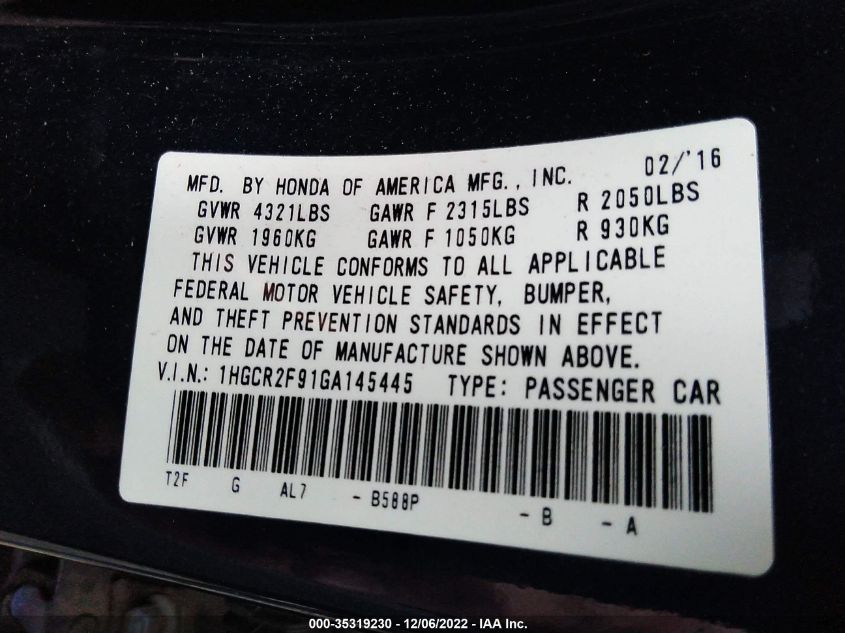 MFD. BY HONDA OF AMERICA MFG., INC. 02/'16
GVWR 4321LBS GAWR F 2315LBS R 2050LBS
GVWR 1960KG GAWR F 1050KG R 930KG
THIS VEHICLE CONFORMS TO ALL APPLICABLE
FEDERAL MOTOR VEHICLE SAFETY, BUMPER,
AND THEFT PREVENTION STANDARDS IN EFFECT
ON THE DATE OF MANUFACTURE SHOWN ABOVE.
V.I.N.: 1HGCR2F91GA145445 TYPE: PASSENGER CAR
T2F G AL7 - B588P - B - A
000-35319230 - 12/06/2022 - IAA Inc.